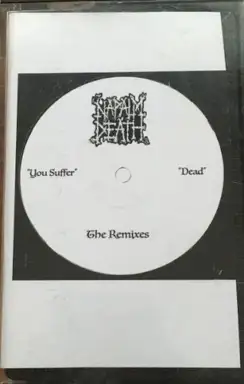 NAPALM
DEATH
"You Suffer" "Dead"
The Remixes